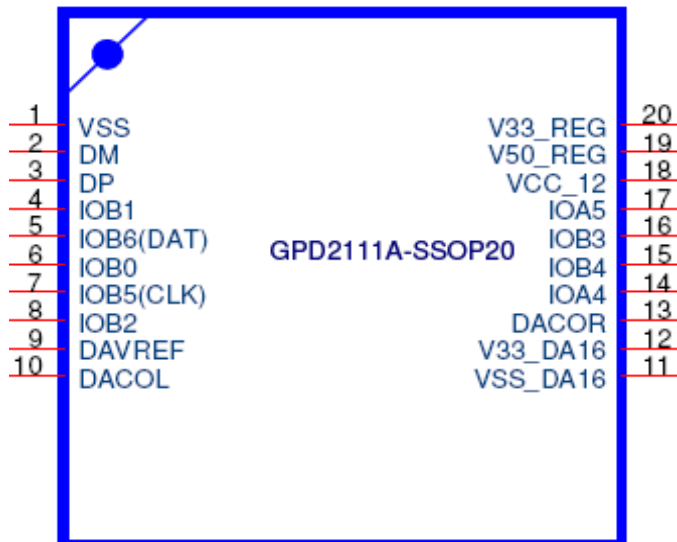 1 VSS V33_REG 20
2 DM V50_REG 19
3 DP VCC_12 18
4 IOB1 IOA5 17
5 IOB6(DAT) IOB3 16
GPD2111A-SSOP20
6 IOB0 IOB4 15
7 IOB5(CLK) IOA4 14
8 IOB2 DACOR 13
9 DAVREF V33_DA16 12
10 DACOL VSS_DA16 11